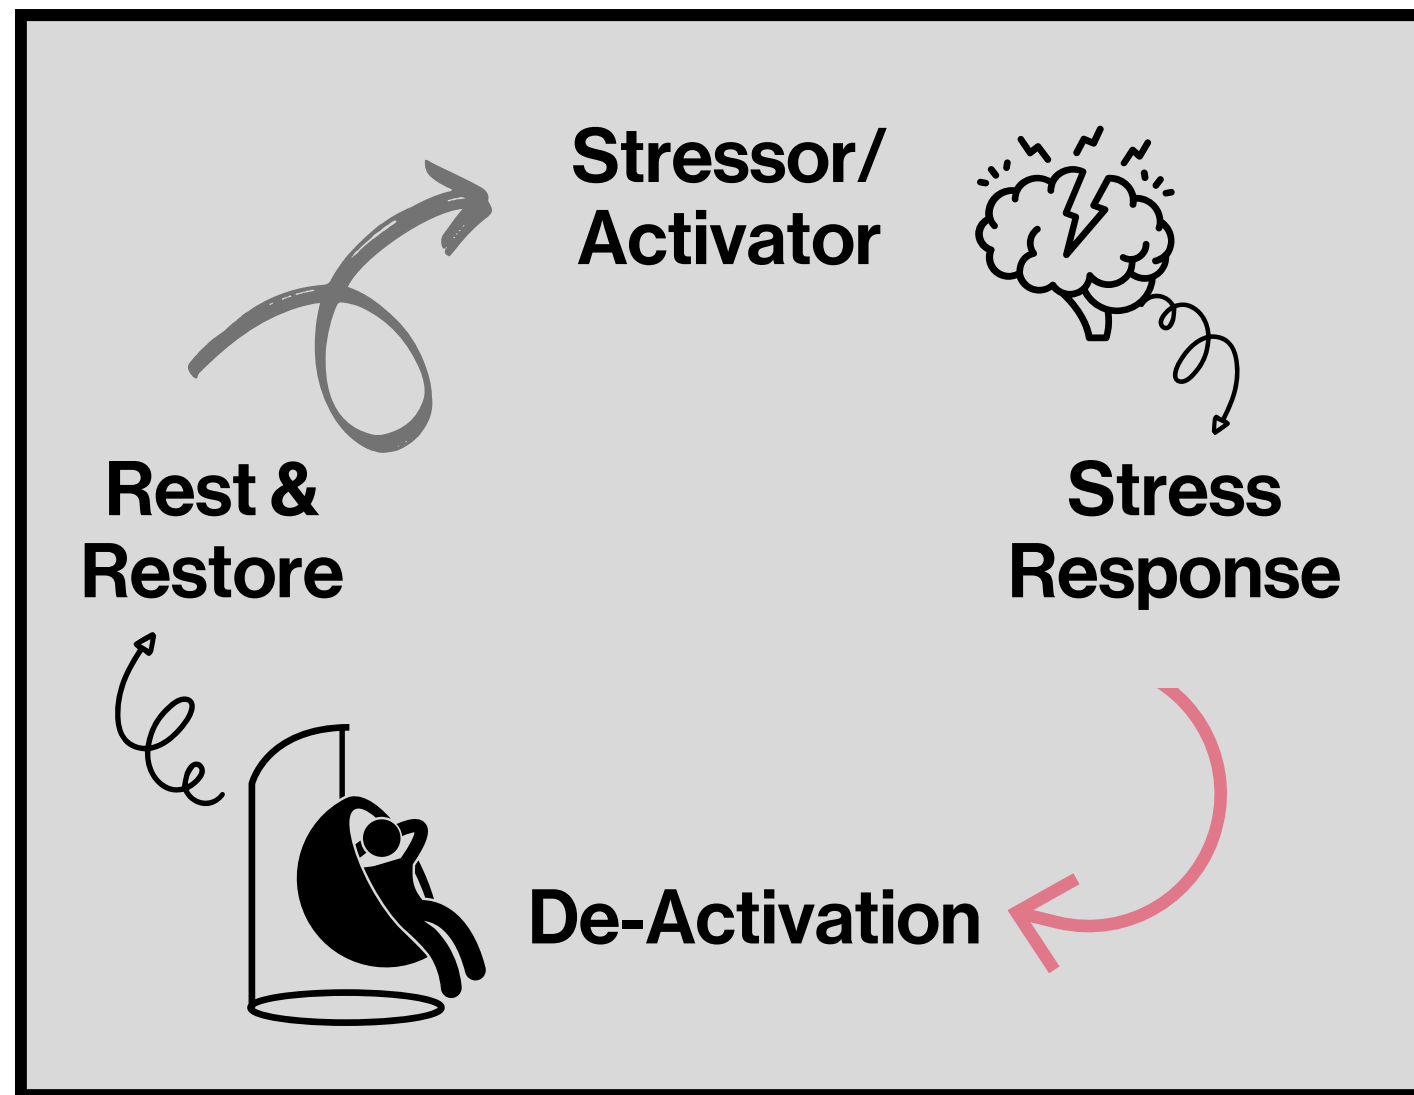 Stressor/
Activator
Stress
Response
De-Activation
Rest &
Restore